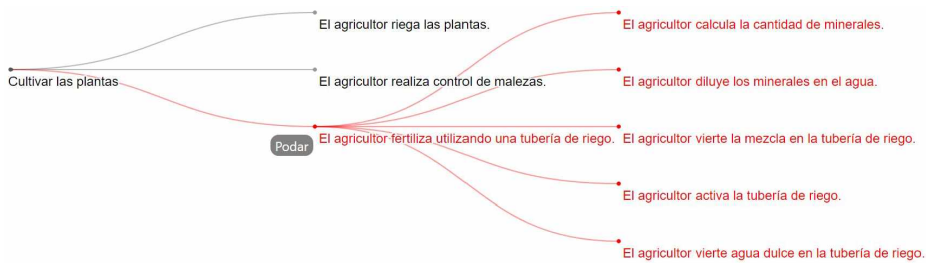 El agricultor riega las plantas.
El agricultor calcula la cantidad de minerales.
Cultivar las plantas
El agricultor realiza control de malezas.
El agricultor diluye los minerales en el agua.
Podar
El agricultor fertiliza utilizando una tubería de riego.
El agricultor vierte la mezcla en la tubería de riego.
El agricultor activa la tubería de riego.
El agricultor vierte agua dulce en la tubería de riego.